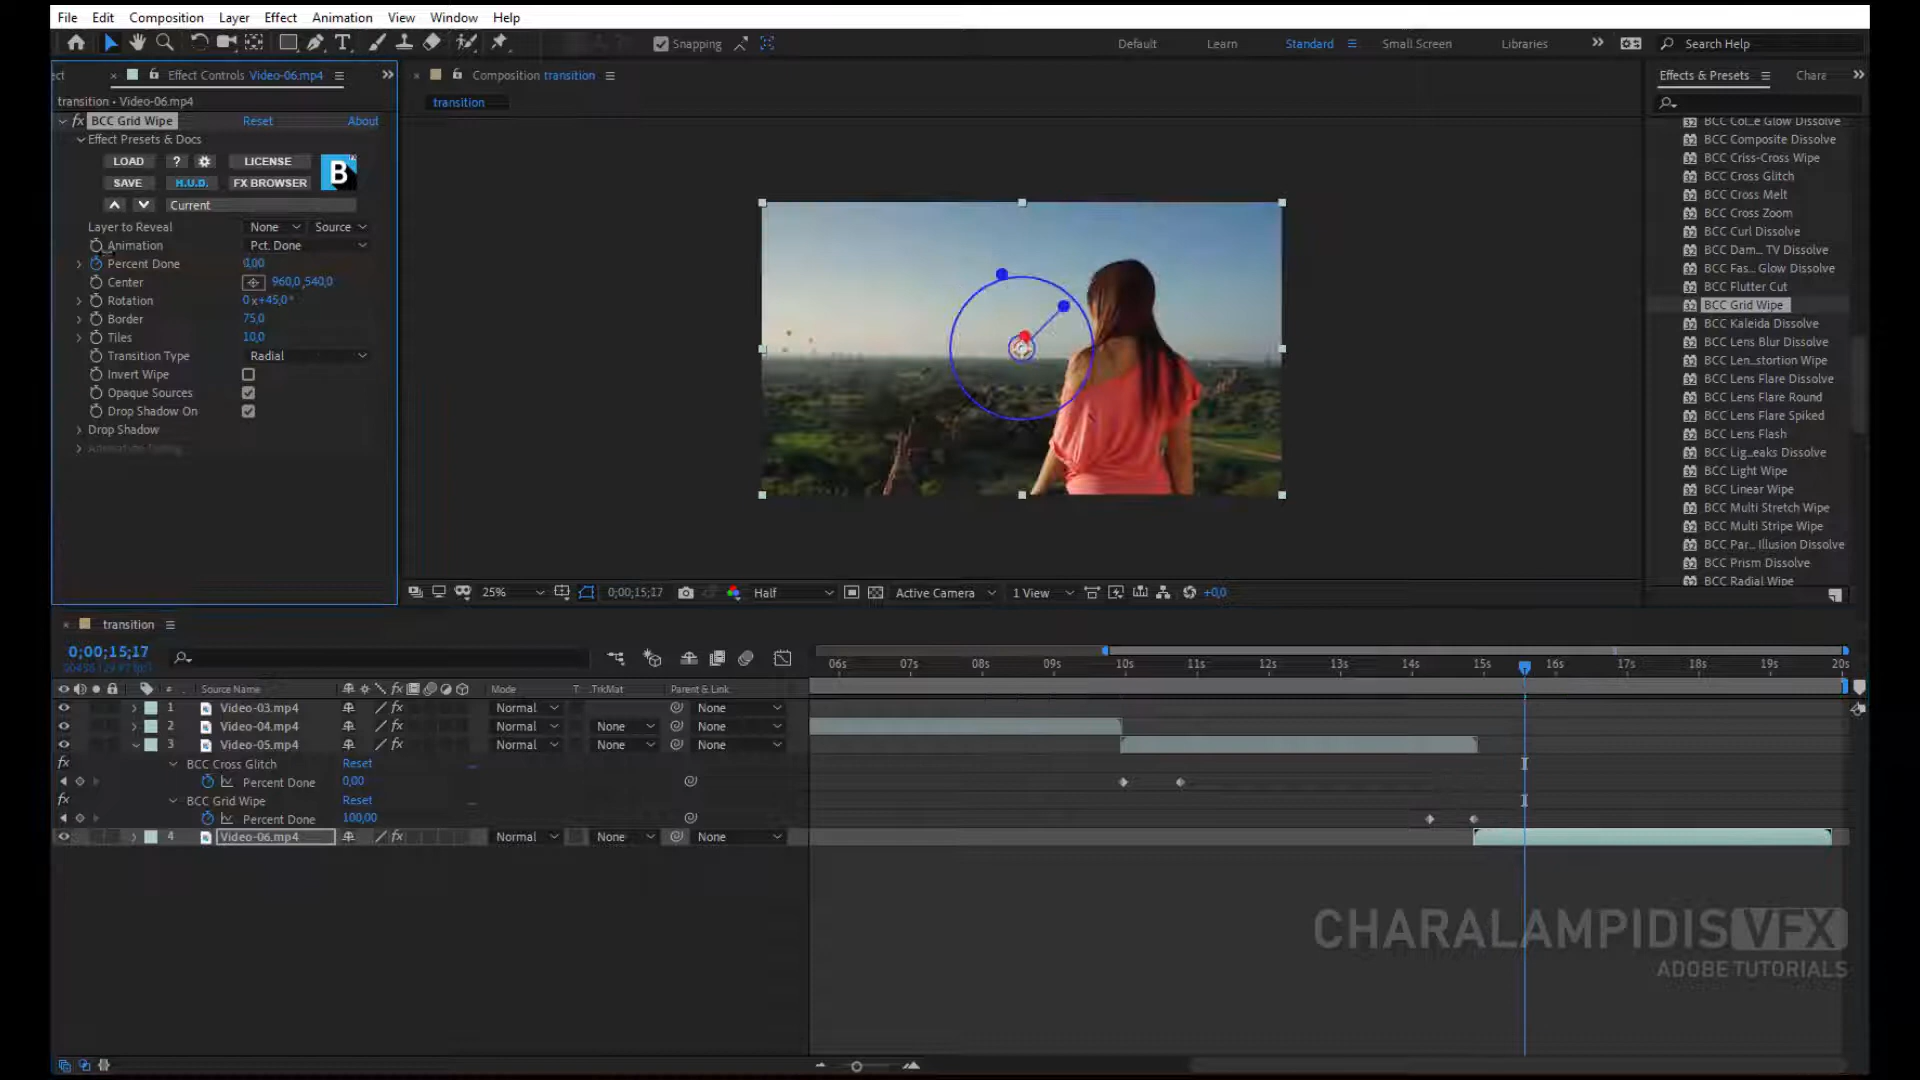 File Edit Composition Layer Effect Animation View Window Help
Snapping
Default Learn Standard Small Screen Libraries
Search Help
ect Effect Controls Video-06.mp4
Composition transition
Effects & Presets Chare
transition • Video-06.mp4
transition
fx BCC Grid Wipe Reset About
Effect Presets & Docs
LOAD ? LICENSE
B
SAVE H.U.D. FX BROWSER
Current
Layer to Reveal None Source
Animation Pct. Done
Percent Done 0,00
Center 960,0,540,0
Rotation 0 x+45,0°
Border 75,0
Tiles 10,0
Transition Type Radial
Invert Wipe
Opaque Sources
Drop Shadow On
Drop Shadow
BCC Col...e Glow Dissolve
BCC Composite Dissolve
BCC Criss-Cross Wipe
BCC Cross Glitch
BCC Cross Melt
BCC Cross Zoom
BCC Curl Dissolve
BCC Dam... TV Dissolve
BCC Fas... Glow Dissolve
BCC Flutter Cut
BCC Grid Wipe
BCC Kaleida Dissolve
BCC Lens Blur Dissolve
BCC Len...stortion Wipe
BCC Lens Flare Dissolve
BCC Lens Flare Round
BCC Lens Flare Spiked
BCC Lens Flash
BCC Lig...eaks Dissolve
BCC Light Wipe
BCC Linear Wipe
BCC Multi Stretch Wipe
BCC Multi Stripe Wipe
BCC Par... Illusion Dissolve
BCC Prism Dissolve
BCC Radial Wipe
25% 0;00;15;17 Half Active Camera 1 View +0,0
transition
0;00;15;17
06s 07s 08s 09s 10s 11s 12s 13s 14s 15s 16s 17s 18s 19s 20s
# Source Name fx Mode T .TrkMat Parent & Link
1 Video-03.mp4 fx Normal None
2 Video-04.mp4 fx Normal None None
3 Video-05.mp4 fx Normal None None
fx BCC Cross Glitch Reset
Percent Done 0,00
fx BCC Grid Wipe Reset
Percent Done 100,00
4 Video-06.mp4 fx Normal None None
CHARALAMPIDISVFX
ADOBE TUTORIALS